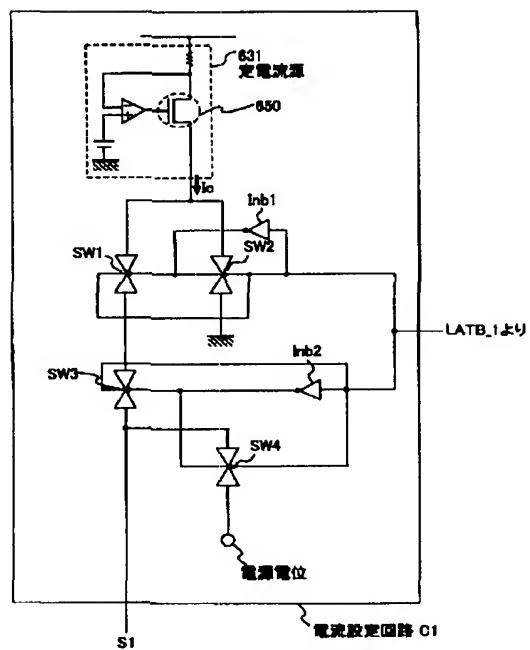 631
定電流源
650
Ic
Inb1
SW1
SW2
LATB_1より
Inb2
SW3
SW4
電源電位
電流設定回路 C1
S1